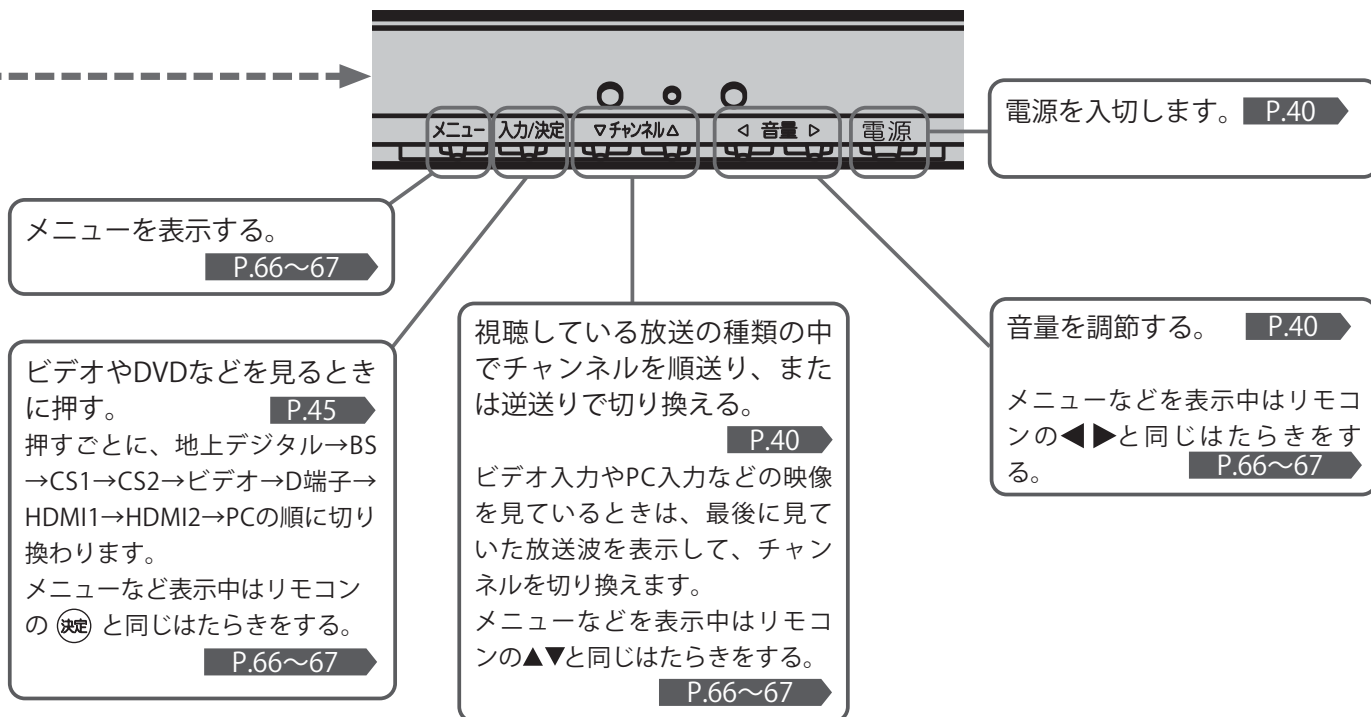 メニュー 入力/決定 ▽チャンネル△ ◁ 音量 ▷ 電源
電源を入切します。 P.40
メニューを表示する。
P.66～67
ビデオやDVDなどを見るとき
に押す。 P.45
押すごとに、地上デジタル→BS
→CS1→CS2→ビデオ→D端子→
HDMI1→HDMI2→PCの順に切り
換わります。
メニューなど表示中はリモコン
の 決定 と同じはたらきをする。
P.66～67
視聴している放送の種類の中
でチャンネルを順送り、また
は逆送りで切り換える。
P.40
ビデオ入力やPC入力などの映像
を見ているときは、最後に見て
いた放送波を表示して、チャン
ネルを切り換えます。
メニューなどを表示中はリモコ
ンの▲▼と同じはたらきをする。
P.66～67
音量を調節する。 P.40
メニューなどを表示中はリモコ
ンの◀▶と同じはたらきをす
る。 P.66～67